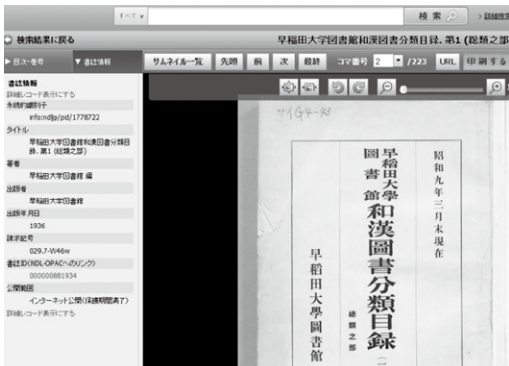 すべて
検索
詳細検索
検索結果に戻る
早稲田大学図書館和漢図書分類目録. 第1 (総類之部)
目次・巻号
書誌情報
サムネイル一覧
先頭
前
次
最終
コマ番号
2
/223
URL
印刷する
書誌情報
詳細レコード表示にする
永続的識別子
info:ndljp/pid/1778722
タイトル
早稲田大学図書館和漢図書分類目
録. 第1 (総類之部)
著者
早稲田大学図書館 編
出版者
早稲田大学図書館
出版年月日
1936
請求記号
029.7-W46w
書誌ID(NDL-OPACへのリンク)
000000881934
公開範囲
インターネット公開(保護期間満了)
詳細レコード表示にする
昭和九年三月末現在
早稲田大學
圖書館
和漢圖書分類目録
總類之部
(一)
早稲田大學圖書館